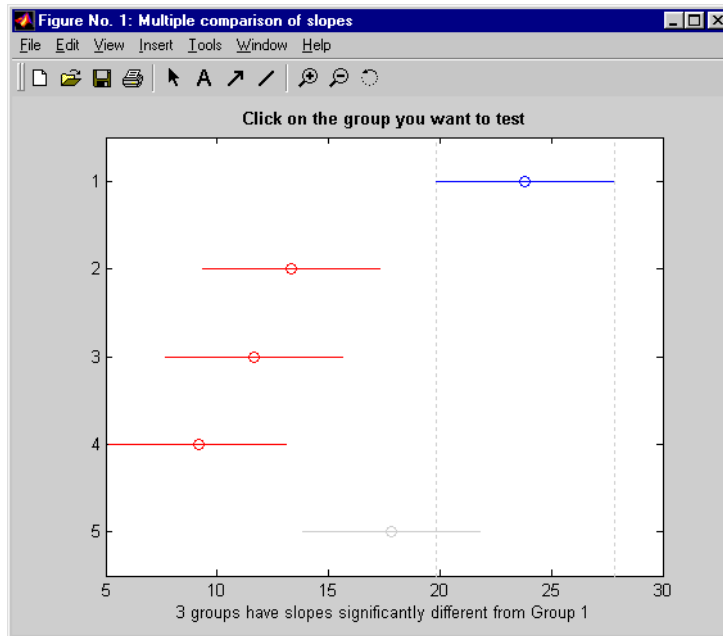 Figure No. 1: Multiple comparison of slopes
File Edit View Insert Tools Window Help
A
Click on the group you want to test
1
2
3
4
5
5 10 15 20 25 30
3 groups have slopes significantly different from Group 1